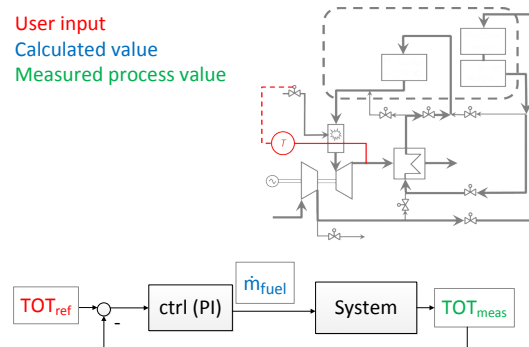 User input
Calculated value
Measured process value
T
ṁfuel
TOTref
-
ctrl (PI)
System
TOTmeas